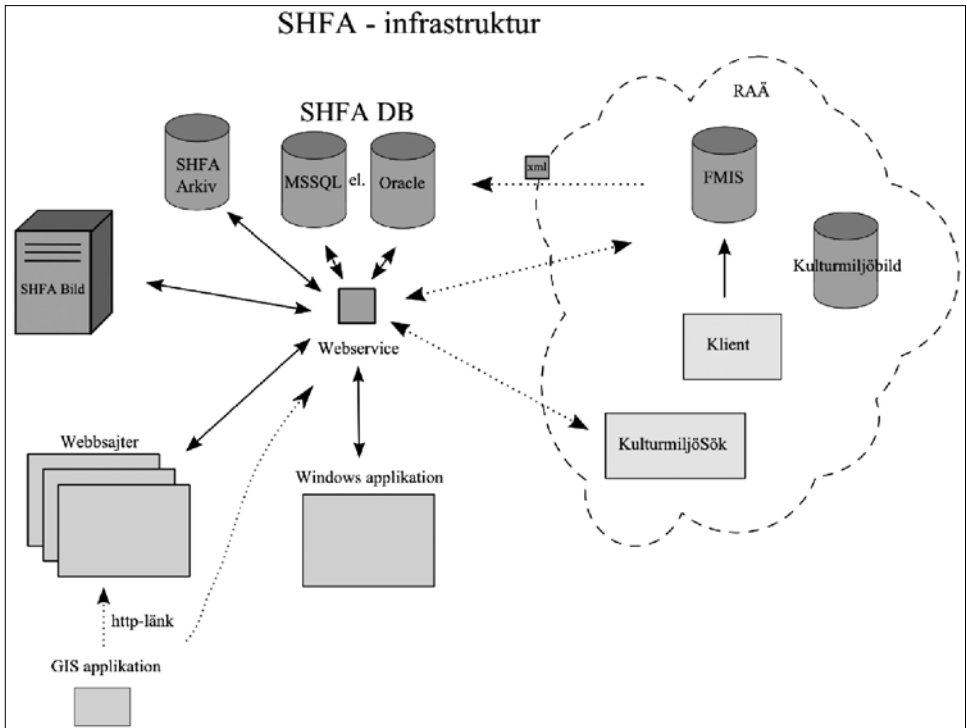 SHFA - infrastruktur
RAÄ
SHFA DB
SHFA
Arkiv
MSSQL
el.
Oracle
xml
FMIS
Kulturmiljöbild
SHFA Bild
Webservice
Klient
KulturmiljöSök
Webbsajter
Windows applikation
http-länk
GIS applikation